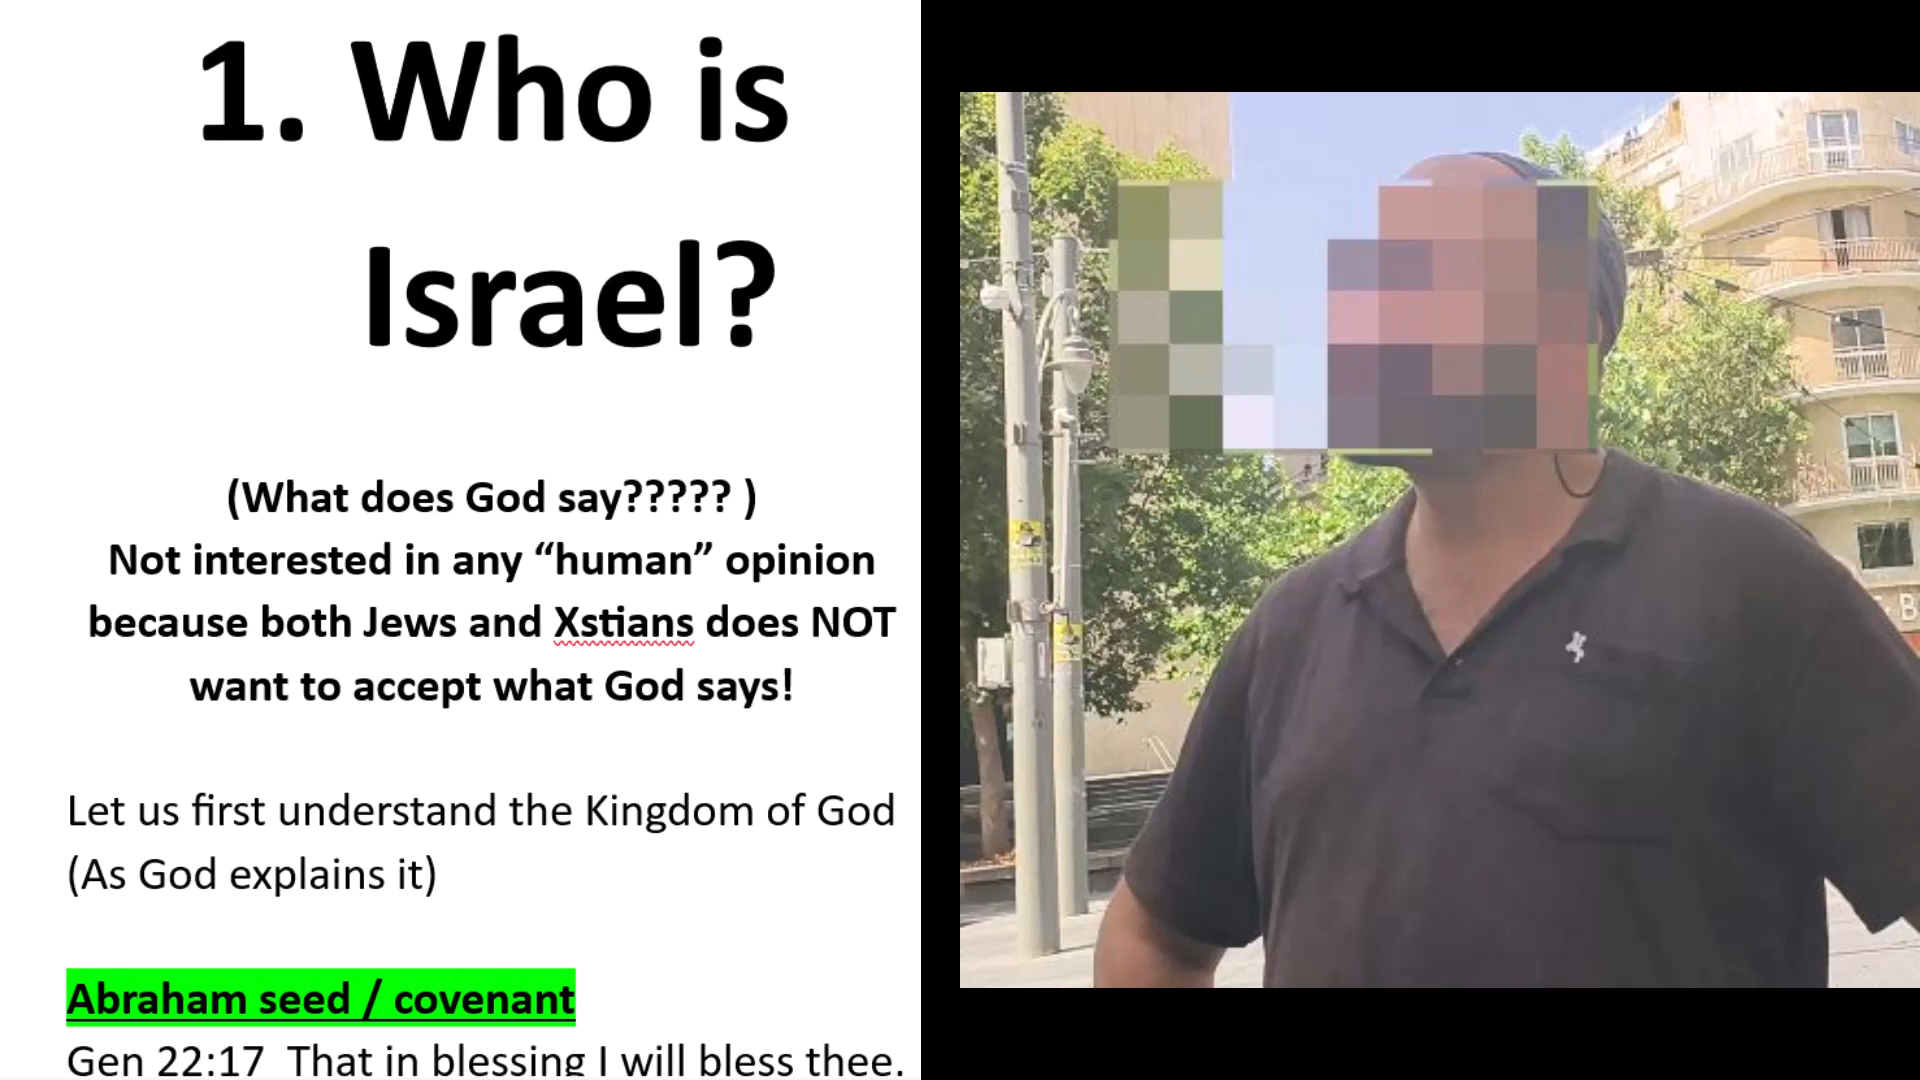 1. Who is
Israel?
(What does God say????? )
Not interested in any “human” opinion
because both Jews and Xstians does NOT
want to accept what God says!
Let us first understand the Kingdom of God
(As God explains it)
Abraham seed / covenant
Gen 22:17  That in blessing I will bless thee,
B